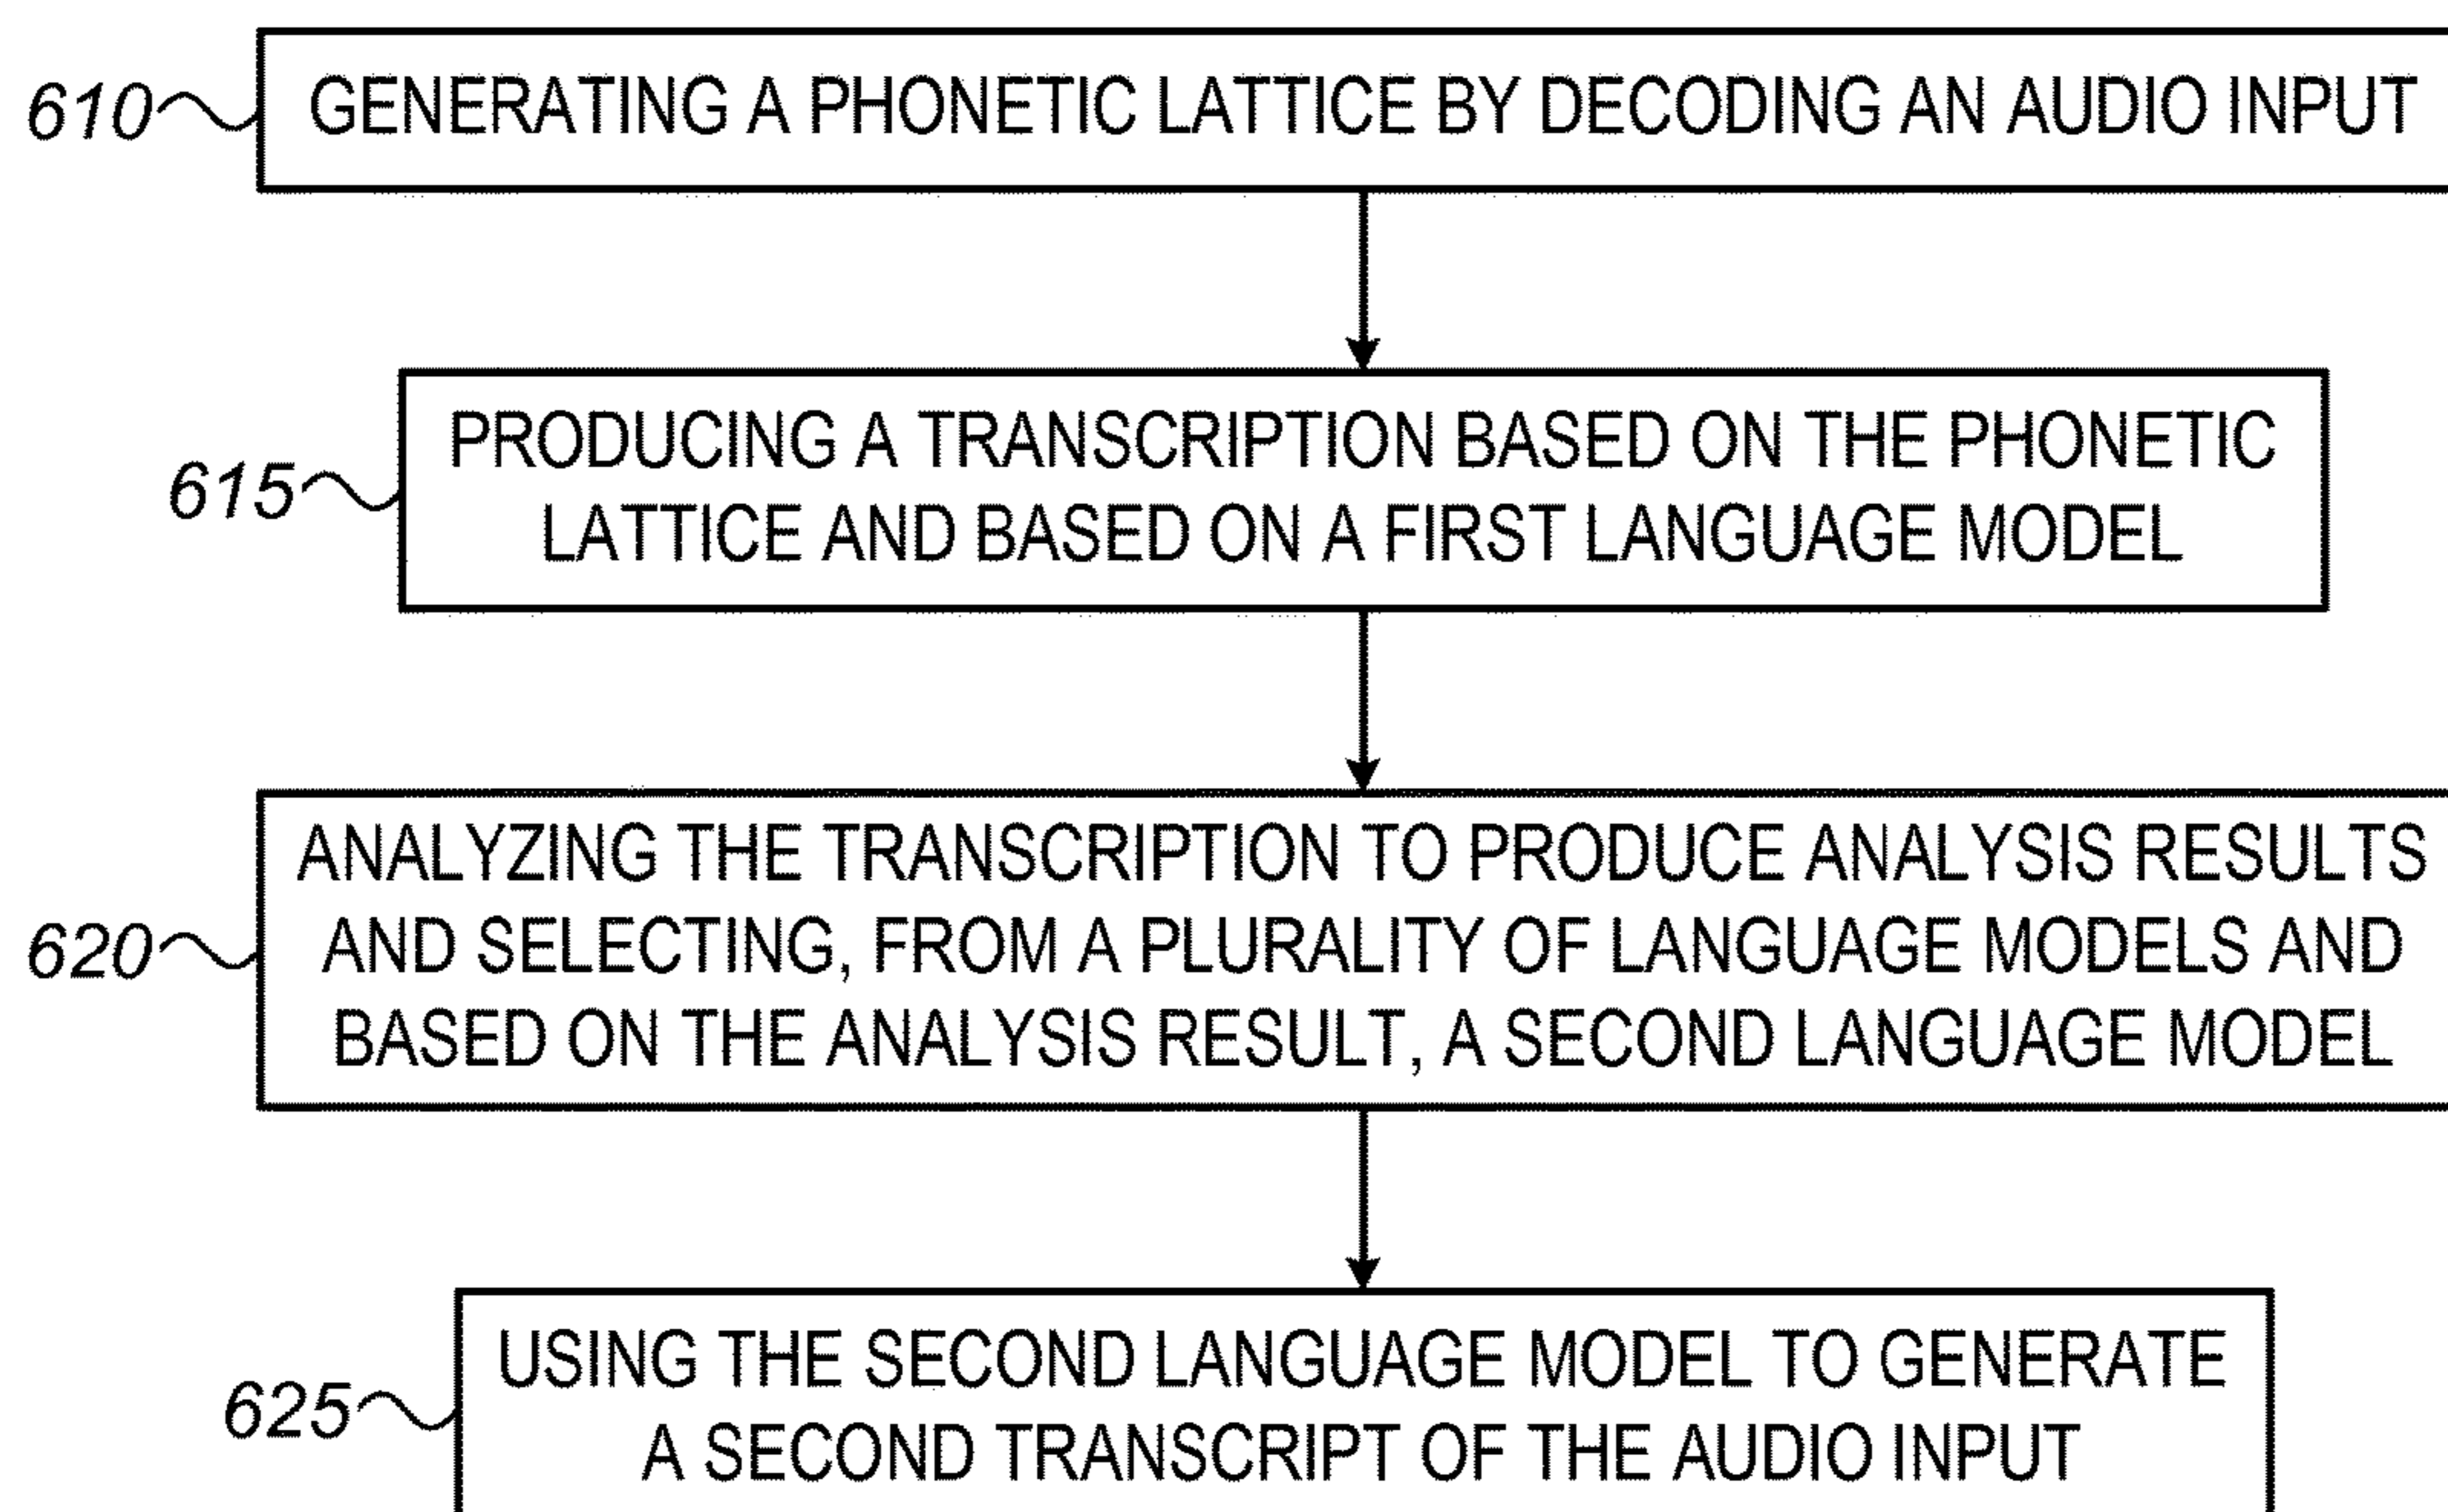 610
GENERATING A PHONETIC LATTICE BY DECODING AN AUDIO INPUT
615
PRODUCING A TRANSCRIPTION BASED ON THE PHONETIC
LATTICE AND BASED ON A FIRST LANGUAGE MODEL
620
ANALYZING THE TRANSCRIPTION TO PRODUCE ANALYSIS RESULTS
AND SELECTING, FROM A PLURALITY OF LANGUAGE MODELS AND
BASED ON THE ANALYSIS RESULT, A SECOND LANGUAGE MODEL
625
USING THE SECOND LANGUAGE MODEL TO GENERATE
A SECOND TRANSCRIPT OF THE AUDIO INPUT